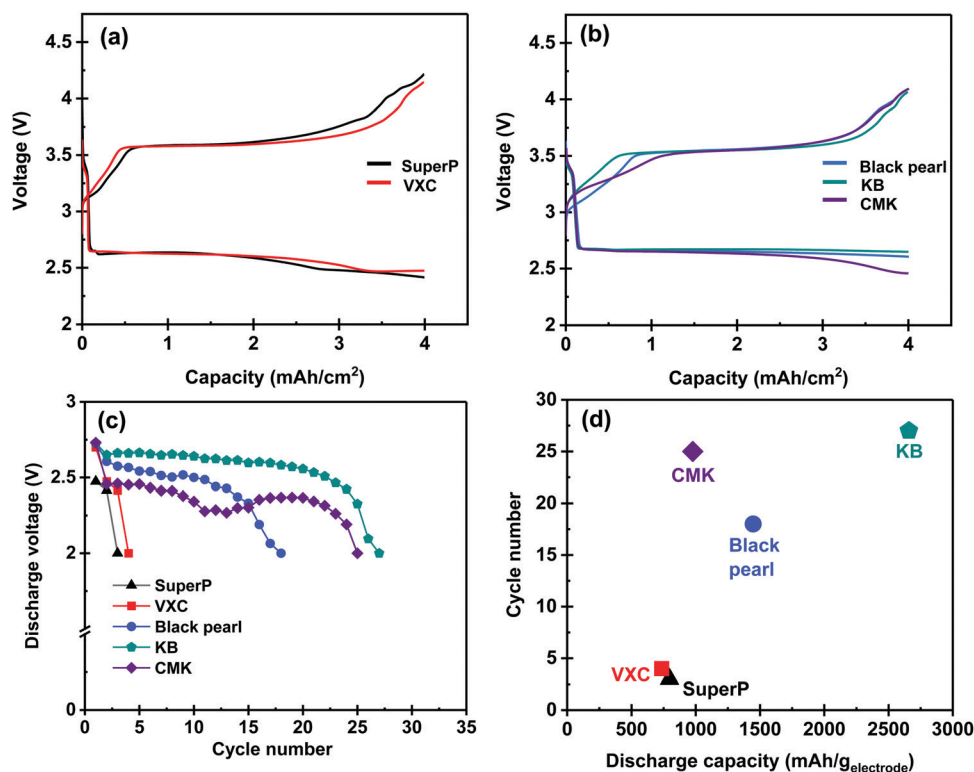 (a)
4.5
4
3.5
3
2.5
2
Voltage (V)
SuperP
VXC
0 1 2 3 4
Capacity (mAh/cm²)
(b)
4.5
4
3.5
3
2.5
2
Voltage (V)
Black pearl
KB
CMK
0 1 2 3 4
Capacity (mAh/cm²)
(c)
3
2.5
2
0
Discharge voltage (V)
SuperP
VXC
Black pearl
KB
CMK
0 5 10 15 20 25 30 35
Cycle number
(d)
30
25
20
15
10
5
0
Cycle number
KB
CMK
Black
pearl
VXC
SuperP
0 500 1000 1500 2000 2500 3000
Discharge capacity (mAh/gelectrode)